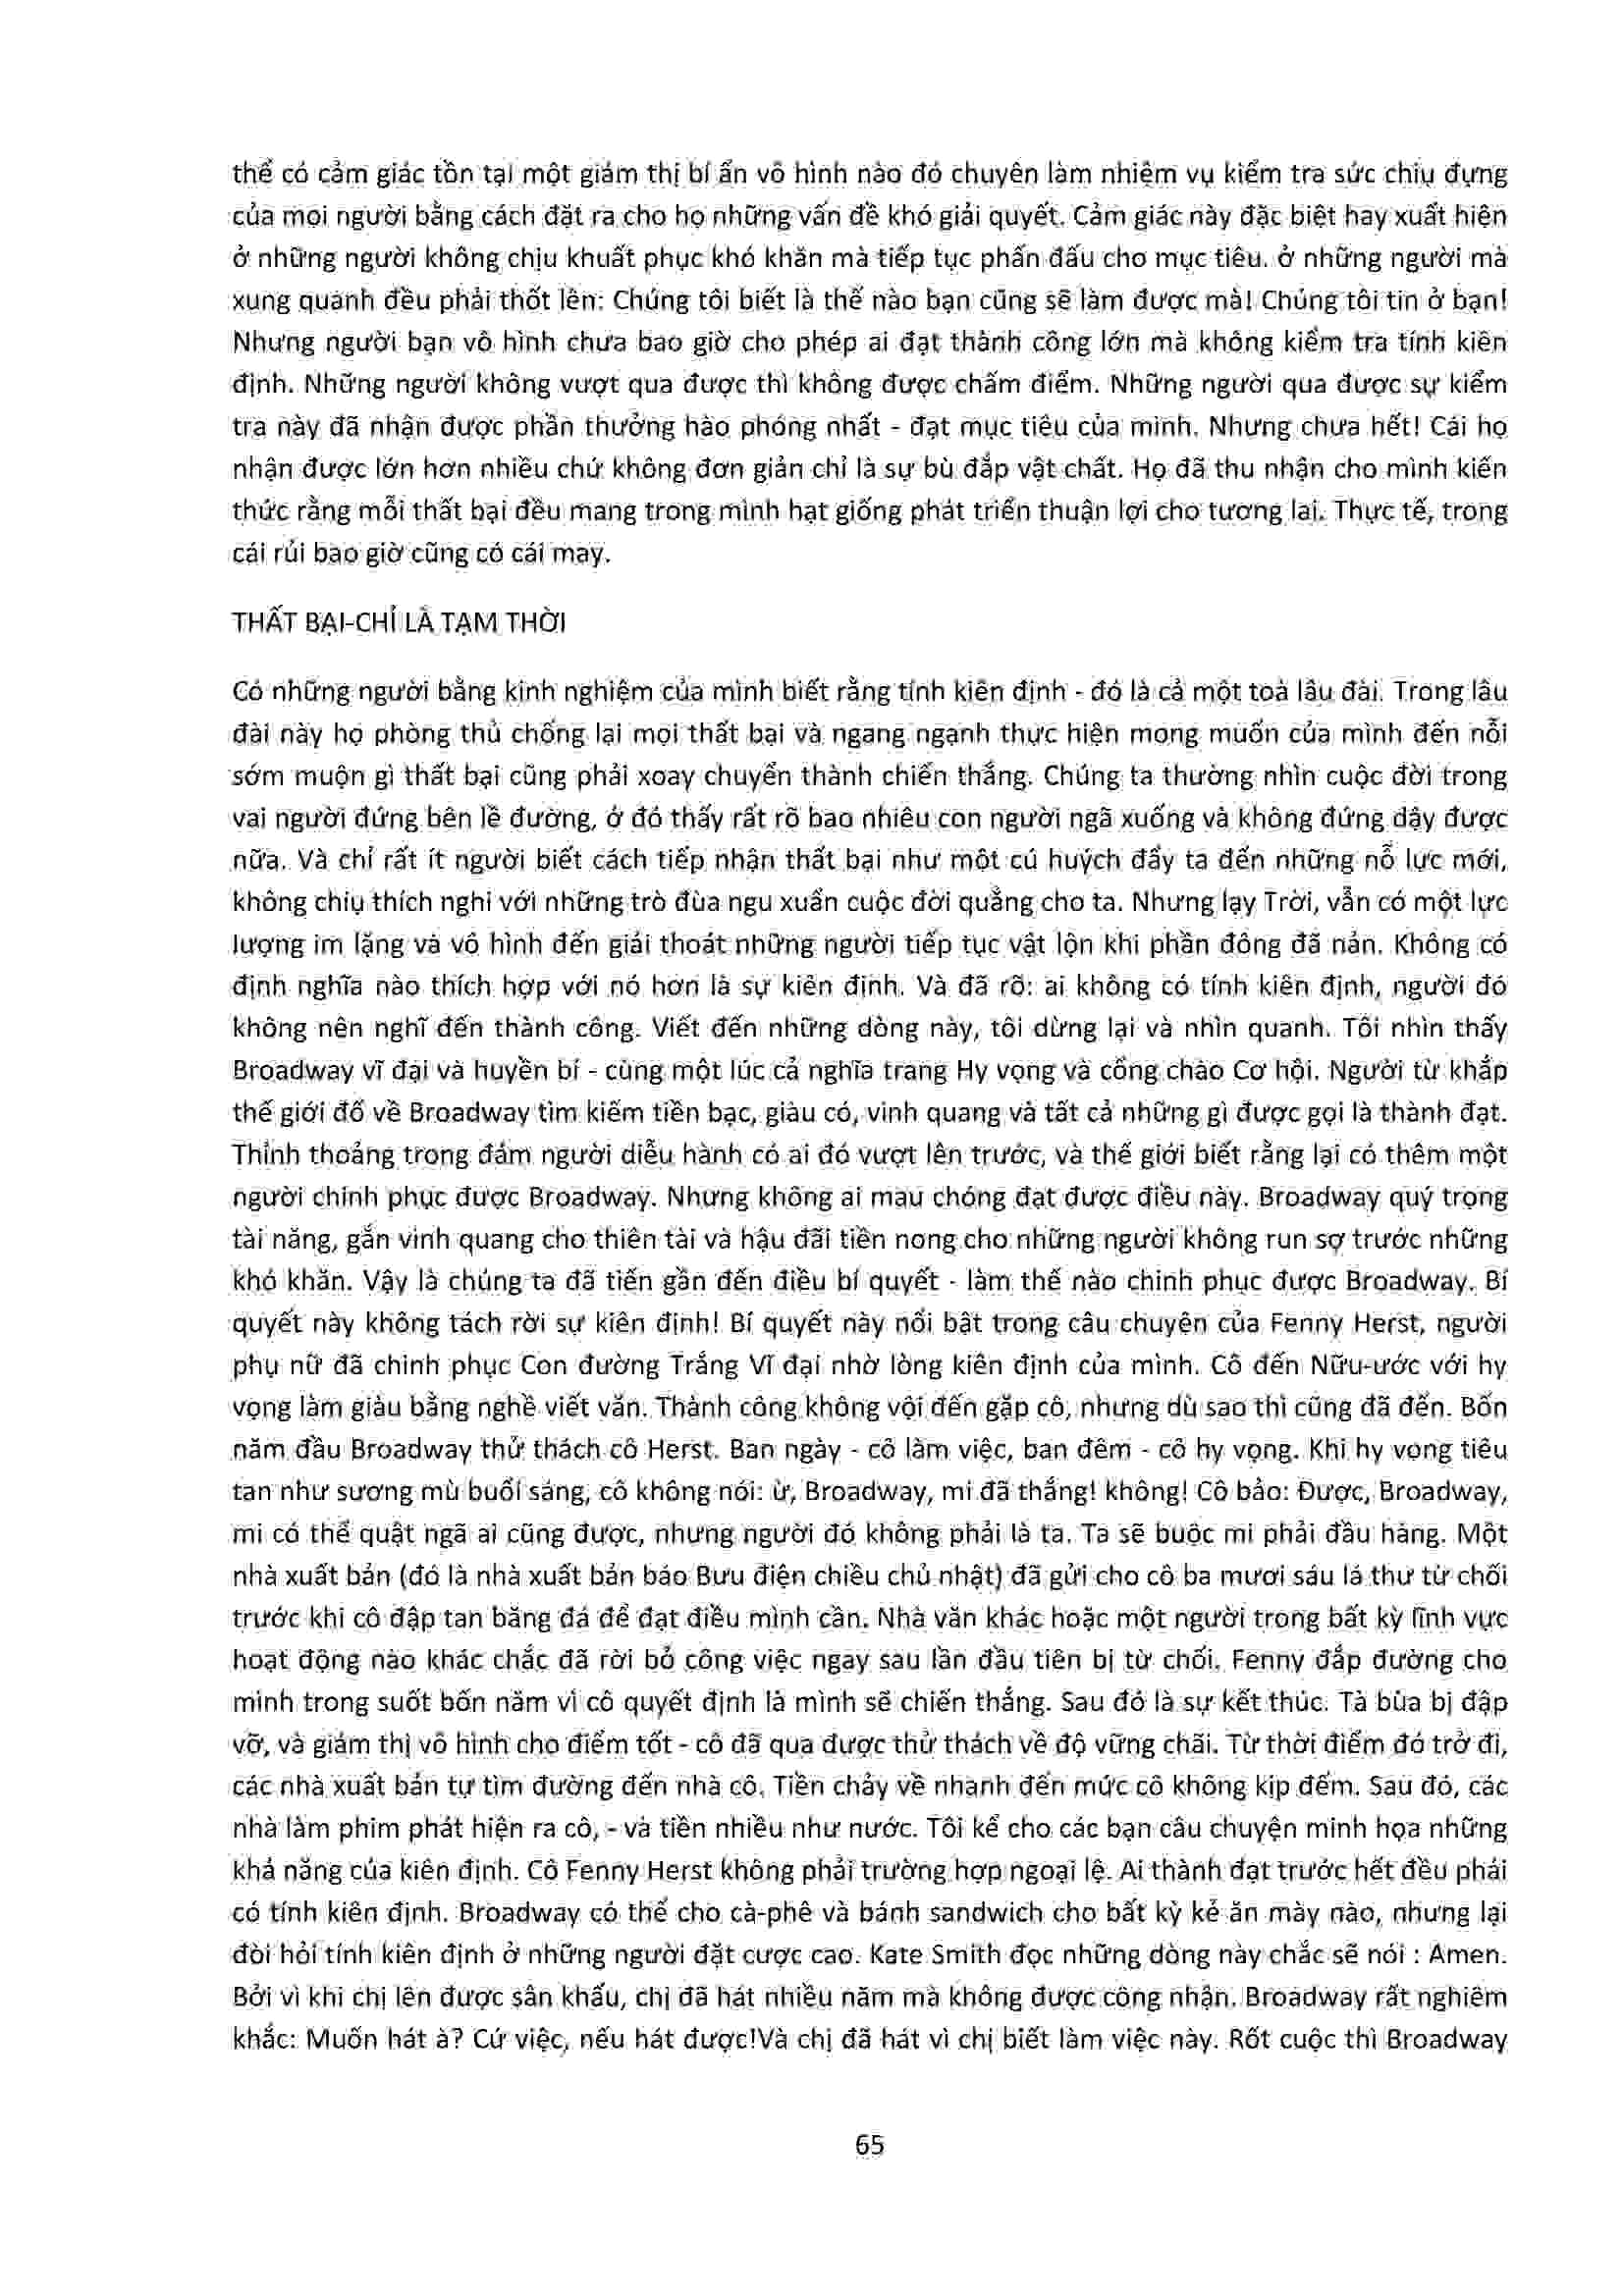 thể có cảm giác tồn tại một giám thị bí ẩn vô hình nào đó chuyên làm nhiệm vụ kiểm tra sức chịu đựng
của mọi người bằng cách đặt ra cho họ những vấn đề khó giải quyết. Cảm giác này đặc biệt hay xuất hiện
ở những người không chịu khuất phục khó khăn mà tiếp tục phấn đấu cho mục tiêu. ở những người mà
xung quanh đều phải thốt lên: Chúng tôi biết là thế nào bạn cũng sẽ làm được mà! Chúng tôi tin ở bạn!
Nhưng người bạn vô hình chưa bao giờ cho phép ai đạt thành công lớn mà không kiểm tra tính kiên
định. Những người không vượt qua được thì không được chấm điểm. Những người qua được sự kiểm
tra này đã nhận được phần thưởng hào phóng nhất - đạt mục tiêu của mình. Nhưng chưa hết! Cái họ
nhận được lớn hơn nhiều chứ không đơn giản chỉ là sự bù đắp vật chất. Họ đã thu nhận cho mình kiến
thức rằng mỗi thất bại đều mang trong mình hạt giống phát triển thuận lợi cho tương lai. Thực tế, trong
cái rủi bao giờ cũng có cái may.
THẤT BẠI-CHỈ LÀ TẠM THỜI
Có những người bằng kinh nghiệm của mình biết rằng tính kiên định - đó là cả một toà lâu đài. Trong lâu
đài này họ phòng thủ chống lại mọi thất bại và ngang ngạnh thực hiện mong muốn của mình đến nỗi
sớm muộn gì thất bại cũng phải xoay chuyển thành chiến thắng. Chúng ta thường nhìn cuộc đời trong
vai người đứng bên lề đường, ở đó thấy rất rõ bao nhiêu con người ngã xuống và không đứng dậy được
nữa. Và chỉ rất ít người biết cách tiếp nhận thất bại như một cú huých đẩy ta đến những nỗ lực mới,
không chịu thích nghi với những trò đùa ngu xuẩn cuộc đời quẳng cho ta. Nhưng lạy Trời, vẫn có một lực
lượng im lặng và vô hình đến giải thoát những người tiếp tục vật lộn khi phần đông đã nản. Không có
định nghĩa nào thích hợp với nó hơn là sự kiên định. Và đã rõ: ai không có tính kiên định, người đó
không nên nghĩ đến thành công. Viết đến những dòng này, tôi dừng lại và nhìn quanh. Tôi nhìn thấy
Broadway vĩ đại và huyền bí - cùng một lúc cả nghĩa trang Hy vọng và cổng chào Cơ hội. Người từ khắp
thế giới đổ về Broadway tìm kiếm tiền bạc, giàu có, vinh quang và tất cả những gì được gọi là thành đạt.
Thỉnh thoảng trong đám người diễu hành có ai đó vượt lên trước, và thế giới biết rằng lại có thêm một
người chinh phục được Broadway. Nhưng không ai mau chóng đạt được điều này. Broadway quý trọng
tài năng, gắn vinh quang cho thiên tài và hậu đãi tiền nong cho những người không run sợ trước những
khó khăn. Vậy là chúng ta đã tiến gần đến điều bí quyết - làm thế nào chinh phục được Broadway. Bí
quyết này không tách rời sự kiên định! Bí quyết này nổi bật trong câu chuyện của Fenny Herst, người
phụ nữ đã chinh phục Con đường Trắng Vĩ đại nhờ lòng kiên định của mình. Cô đến Nữu-ước với hy
vọng làm giàu bằng nghề viết văn. Thành công không vội đến gặp cô, nhưng dù sao thì cũng đã đến. Bốn
năm đầu Broadway thử thách cô Herst. Ban ngày - cô làm việc, ban đêm - cô hy vọng. Khi hy vọng tiêu
tan như sương mù buổi sáng, cô không nói: ừ, Broadway, mi đã thắng! không! Cô bảo: Được, Broadway,
mi có thể quật ngã ai cũng được, nhưng người đó không phải là ta. Ta sẽ buộc mi phải đầu hàng. Một
nhà xuất bản (đó là nhà xuất bản báo Bưu điện chiều chủ nhật) đã gửi cho cô ba mươi sáu lá thư từ chối
trước khi cô đập tan băng đá để đạt điều mình cần. Nhà văn khác hoặc một người trong bất kỳ lĩnh vực
hoạt động nào khác chắc đã rời bỏ công việc ngay sau lần đầu tiên bị từ chối. Fenny đắp đường cho
mình trong suốt bốn năm vì cô quyết định là mình sẽ chiến thắng. Sau đó là sự kết thúc. Tà bùa bị đập
vỡ, và giám thị vô hình cho điểm tốt - cô đã qua được thử thách về độ vững chãi. Từ thời điểm đó trở đi,
các nhà xuất bản tự tìm đường đến nhà cô. Tiền chảy về nhanh đến mức cô không kịp đếm. Sau đó, các
nhà làm phim phát hiện ra cô, - và tiền nhiều như nước. Tôi kể cho các bạn câu chuyện minh họa những
khả năng của kiên định. Cô Fenny Herst không phải trường hợp ngoại lệ. Ai thành đạt trước hết đều phải
có tính kiên định. Broadway có thể cho cà-phê và bánh sandwich cho bất kỳ kẻ ăn mày nào, nhưng lại
đòi hỏi tính kiên định ở những người đặt cược cao. Kate Smith đọc những dòng này chắc sẽ nói : Amen.
Bởi vì khi chị lên được sân khấu, chị đã hát nhiều năm mà không được công nhận. Broadway rất nghiêm
khắc: Muốn hát à? Cứ việc, nếu hát được!Và chị đã hát vì chị biết làm việc này. Rốt cuộc thì Broadway
65